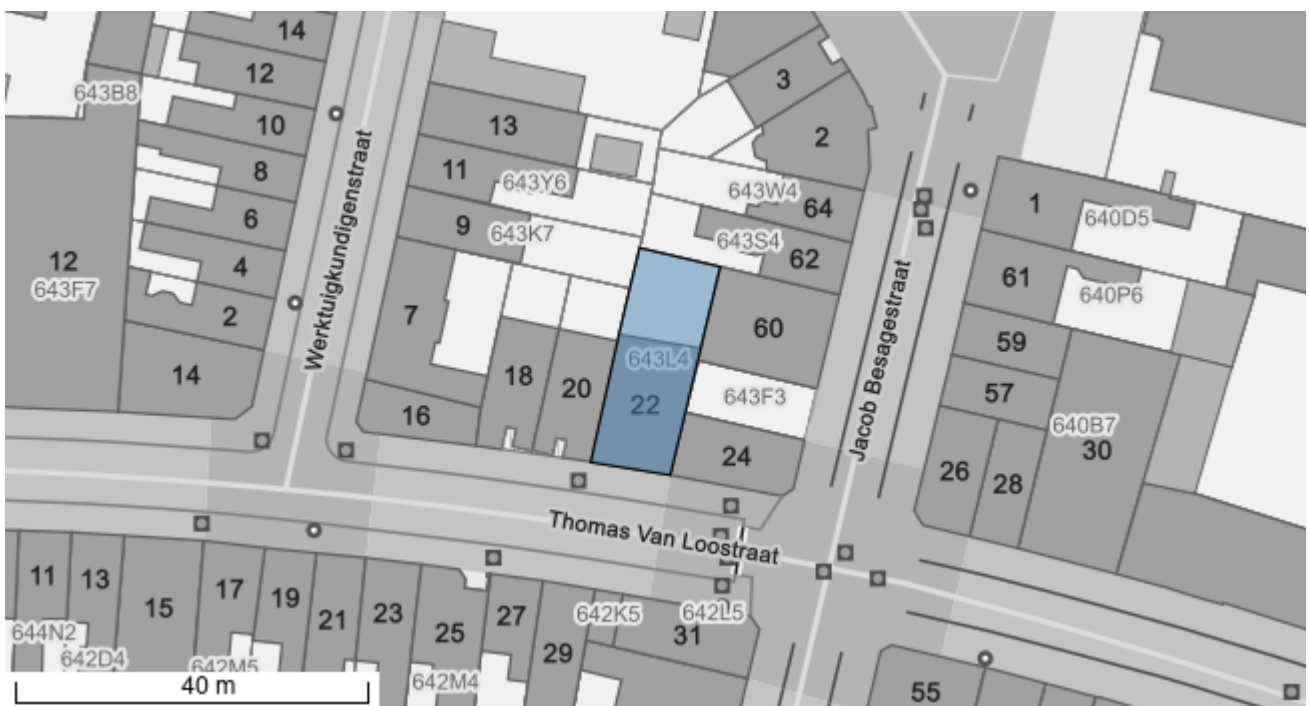 14
12
643B8
10
8
6
4
12
643F7
2
14
Werktuigkundigenstraat
13
11
643Y6
9
643K7
7
18
20
16
643L4
22
3
2
643W4
64
643S4
62
60
643F3
24
Jacob Besagestraat
1
640D5
61
640P6
59
57
640B7
30
26
28
Thomas Van Loostraat
11
13
15
17
19
21
23
25
27
29
31
642K5
642L5
644N2
642D4
642M5
642M4
55
40 m